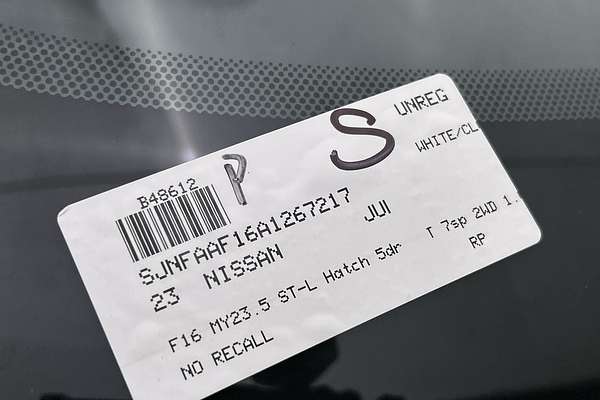 B48612 P S UNREG
SJNFAAF16A1267217 WHITE/CL
23 NISSAN JUI
F16 MY23.5 ST-L Hatch 5dr T 7sp 2WD 1.
NO RECALL RP